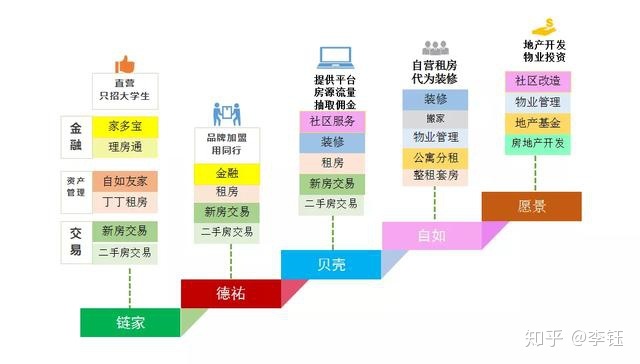 直营
只招大学生
金融
家多宝
理房通
资产
管理
自如友家
丁丁租房
交易
新房交易
二手房交易
链家
品牌加盟
用同行
金融
租房
新房交易
二手房交易
德祐
提供平台
房源流量
抽取佣金
社区服务
装修
租房
新房交易
二手房交易
贝壳
自营租房
代为装修
装修
搬家
物业管理
公寓分租
整租套房
自如
地产开发
物业投资
社区改造
物业管理
地产基金
房地产开发
愿景
知乎 @李钰